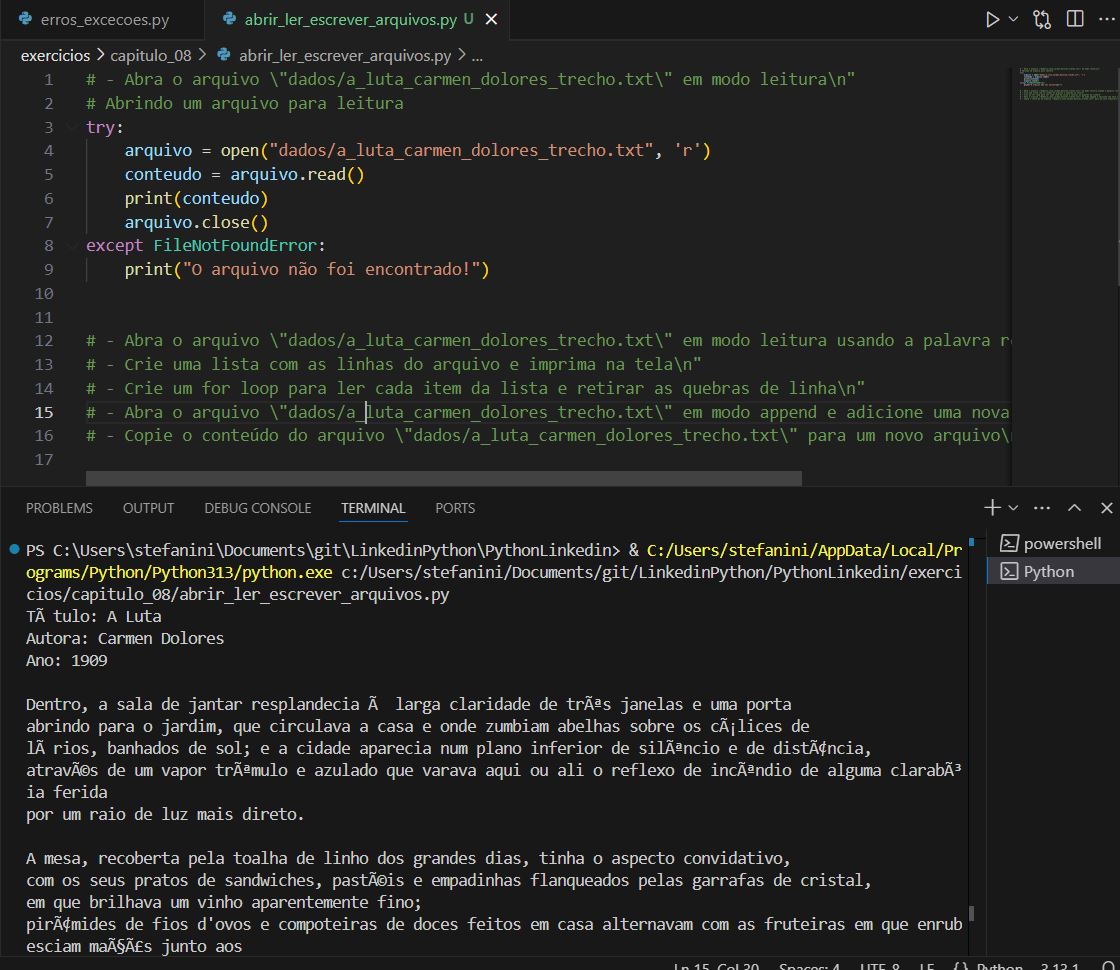 erros_excecoes.py
abrir_ler_escrever_arquivos.py U
exercicios > capitulo_08 > abrir_ler_escrever_arquivos.py > ...
1 # - Abra o arquivo \"dados/a_luta_carmen_dolores_trecho.txt\" em modo leitura\n"
2 # Abrindo um arquivo para leitura
3 try:
4 arquivo = open("dados/a_luta_carmen_dolores_trecho.txt", 'r')
5 conteudo = arquivo.read()
6 print(conteudo)
7 arquivo.close()
8 except FileNotFoundError:
9 print("O arquivo não foi encontrado!")
10
11
12 # - Abra o arquivo \"dados/a_luta_carmen_dolores_trecho.txt\" em modo leitura usando a palavra
13 # - Crie uma lista com as linhas do arquivo e imprima na tela\n"
14 # - Crie um for loop para ler cada item da lista e retirar as quebras de linha\n"
15 # - Abra o arquivo \"dados/a_luta_carmen_dolores_trecho.txt\" em modo append e adicione uma nova
16 # - Copie o conteúdo do arquivo \"dados/a_luta_carmen_dolores_trecho.txt\" para um novo arquivo\
17
PROBLEMS OUTPUT DEBUG CONSOLE TERMINAL PORTS
powershell
Python
PS C:\Users\stefanini\Documents\git\LinkedinPython\PythonLinkedin> & C:/Users/stefanini/AppData/Local/Pr
ograms/Python/Python313/python.exe c:/Users/stefanini/Documents/git/LinkedinPython/PythonLinkedin/exerci
cios/capitulo_08/abrir_ler_escrever_arquivos.py
TÃ­tulo: A Luta
Autora: Carmen Dolores
Ano: 1909
Dentro, a sala de jantar resplandecia Ã  larga claridade de trÃªs janelas e uma porta
abrindo para o jardim, que circulava a casa e onde zumbiam abelhas sobre os cÃ¡lices de
lÃ­rios, banhados de sol; e a cidade aparecia num plano inferior de silÃªncio e de distÃ¢ncia,
atravÃ©s de um vapor trÃªmulo e azulado que varava aqui ou ali o reflexo de incÃªndio de alguma clarabÃ³
ia ferida
por um raio de luz mais direto.
A mesa, recoberta pela toalha de linho dos grandes dias, tinha o aspecto convidativo,
com os seus pratos de sandwiches, pastÃ©is e empadinhas flanqueados pelas garrafas de cristal,
em que brilhava um vinho aparentemente fino;
pirÃ¢mides de fios d'ovos e compoteiras de doces feitos em casa alternavam com as fruteiras em que enrub
esciam maÃ§Ã£s junto aos
Ln 15, Col 30 Spaces: 4 UTF-8 LF {} Python 3.13.1